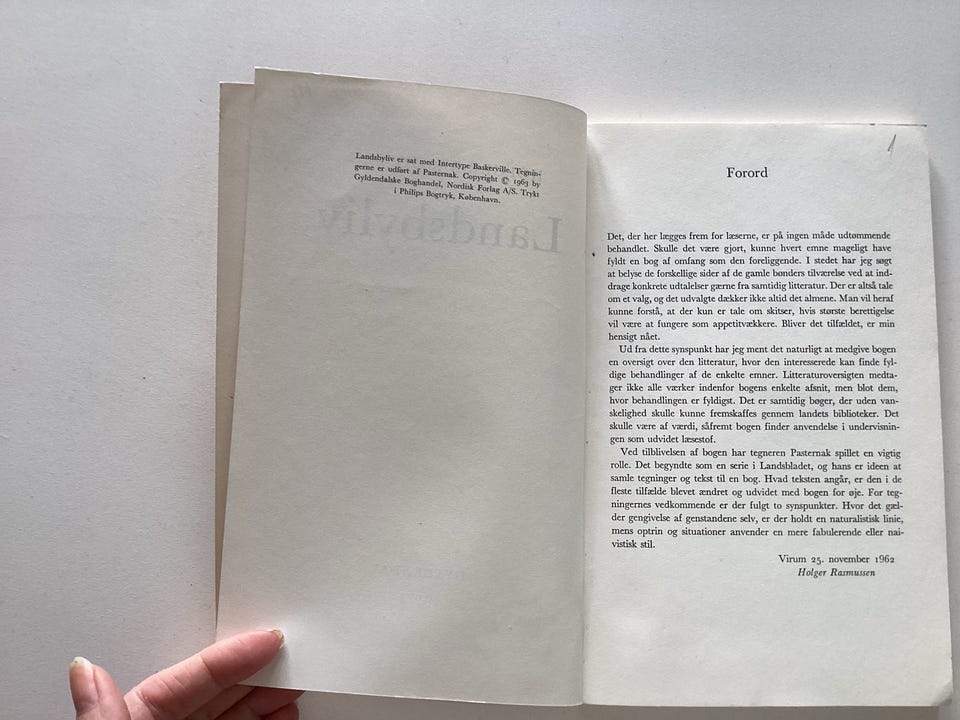 Landsbyliv er sat med Intertype Baskerville. Tegnin-
gerne er udført af Pasternak. Copyright © 1963 by
Gyldendalske Boghandel, Nordisk Forlag A/S. Trykt
i Philips Bogtryk, København.
Landsbyliv
1
Forord
Det, der her lægges frem for læserne, er på ingen måde udtømmende
behandlet. Skulle det være gjort, kunne hvert emne mageligt have
fyldt en bog af omfang som den foreliggende. I stedet har jeg søgt
at belyse de forskellige sider af de gamle bønders tilværelse ved at ind-
drage konkrete udtalelser gærne fra samtidig litteratur. Der er altså tale
om et valg, og det udvalgte dækker ikke altid det almene. Man vil heraf
kunne forstå, at der kun er tale om skitser, hvis største berettigelse
vil være at fungere som appetitvækkere. Bliver det tilfældet, er min
hensigt nået.
Ud fra dette synspunkt har jeg ment det naturligt at medgive bogen
en oversigt over den litteratur, hvor den interesserede kan finde fyl-
dige behandlinger af de enkelte emner. Litteraturoversigten medta-
ger ikke alle værker indenfor bogens enkelte afsnit, men blot dem,
hvor behandlingen er fyldigst. Det er samtidig bøger, der uden van-
skelighed skulle kunne fremskaffes gennem landets biblioteker. Det
skulle være af værdi, såfremt bogen finder anvendelse i undervisnin-
gen som udvidet læsestof.
Ved tilblivelsen af bogen har tegneren Pasternak spillet en vigtig
rolle. Det begyndte som en serie i Landsbladet, og hans er ideen at
samle tegninger og tekst til en bog. Hvad teksten angår, er den i de
fleste tilfælde blevet ændret og udvidet med bogen for øje. For teg-
ningernes vedkommende er der fulgt to synspunkter. Hvor det gæl-
der gengivelse af genstandene selv, er der holdt en naturalistisk linie,
mens optrin og situationer anvender en mere fabulerende eller nai-
vistisk stil.
Virum 25. november 1962
Holger Rasmussen